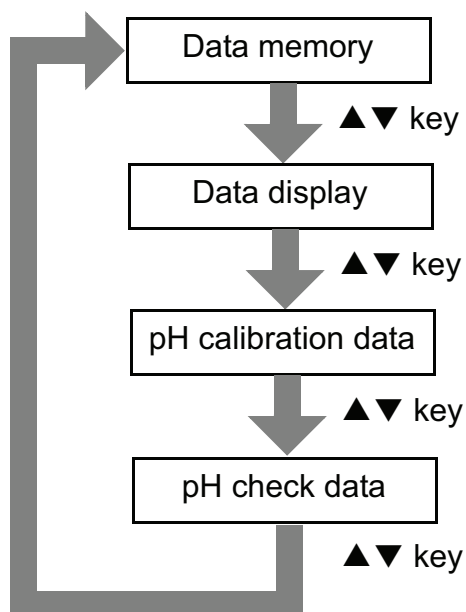 Data memory
▲▼ key
Data display
▲▼ key
pH calibration data
▲▼ key
pH check data
▲▼ key